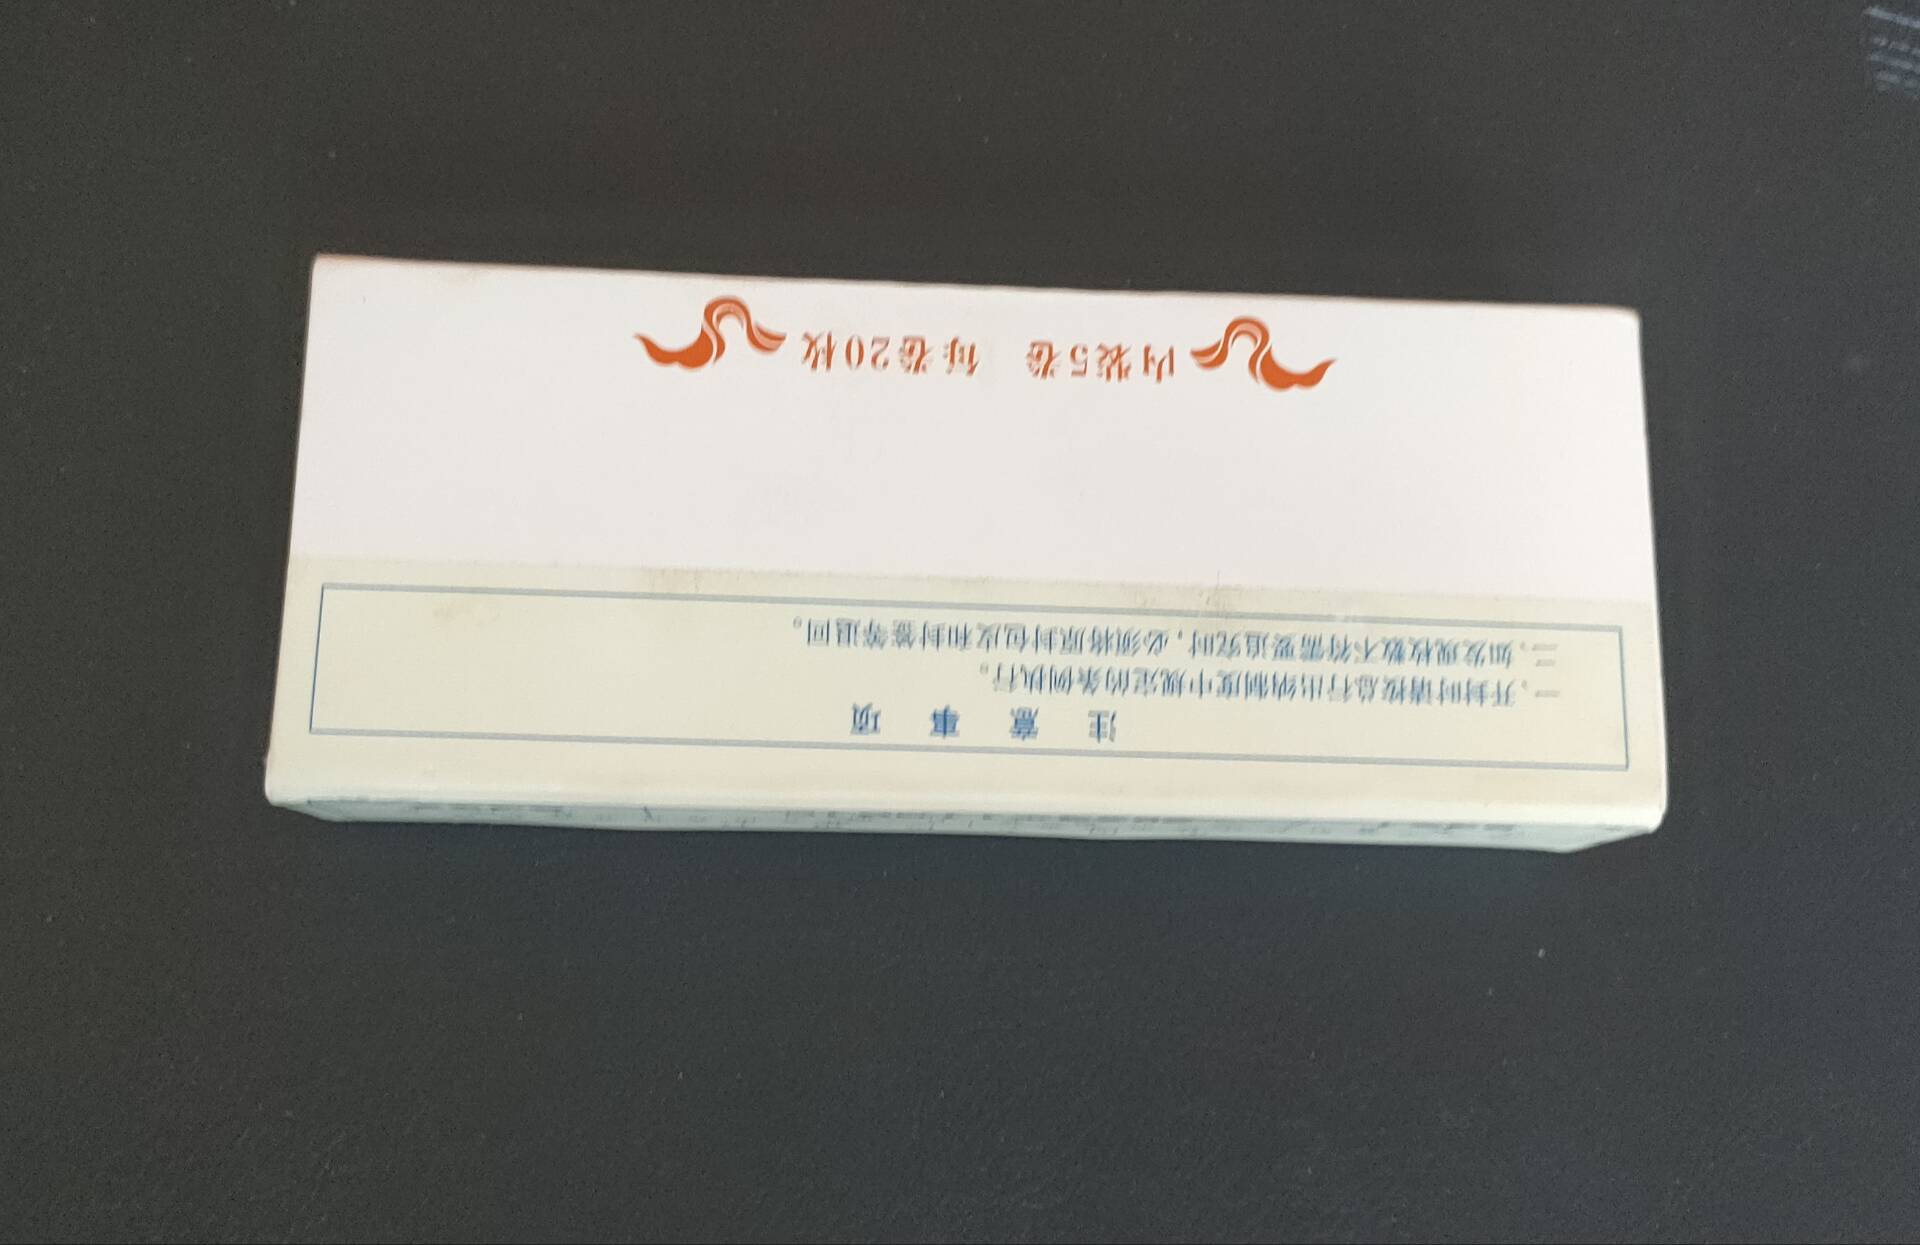 注意事项
一、开封时请按总行出纳制度中规定的条例执行。
二、如发现枚数不符需要追究时，必须将原封包皮和封签等退回。
内装5卷 每卷20枚